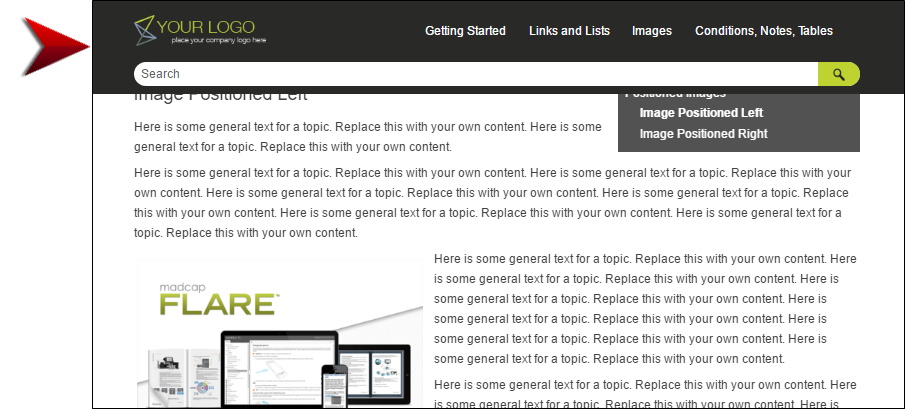 YOUR LOGO
place your company logo here
Getting Started
Links and Lists
Images
Conditions, Notes, Tables
Search
Image Positioned Left
Positioned Images
Image Positioned Left
Image Positioned Right
Here is some general text for a topic. Replace this with your own content. Here is some
general text for a topic. Replace this with your own content.
Here is some general text for a topic. Replace this with your own content. Here is some general text for a topic. Replace this with your
own content. Here is some general text for a topic. Replace this with your own content. Here is some general text for a topic. Replace
this with your own content. Here is some general text for a topic. Replace this with your own content. Here is some general text for a
topic. Replace this with your own content.
madcap
FLARE
Here is some general text for a topic. Replace this with your own content. Here
is some general text for a topic. Replace this with your own content. Here is
some general text for a topic. Replace this with your own content. Here is
some general text for a topic. Replace this with your own content. Here is
some general text for a topic. Replace this with your own content. Here is
some general text for a topic. Replace this with your own content.
Here is some general text for a topic. Replace this with your own content. Here
is some general text for a topic. Replace this with your own content. Here is